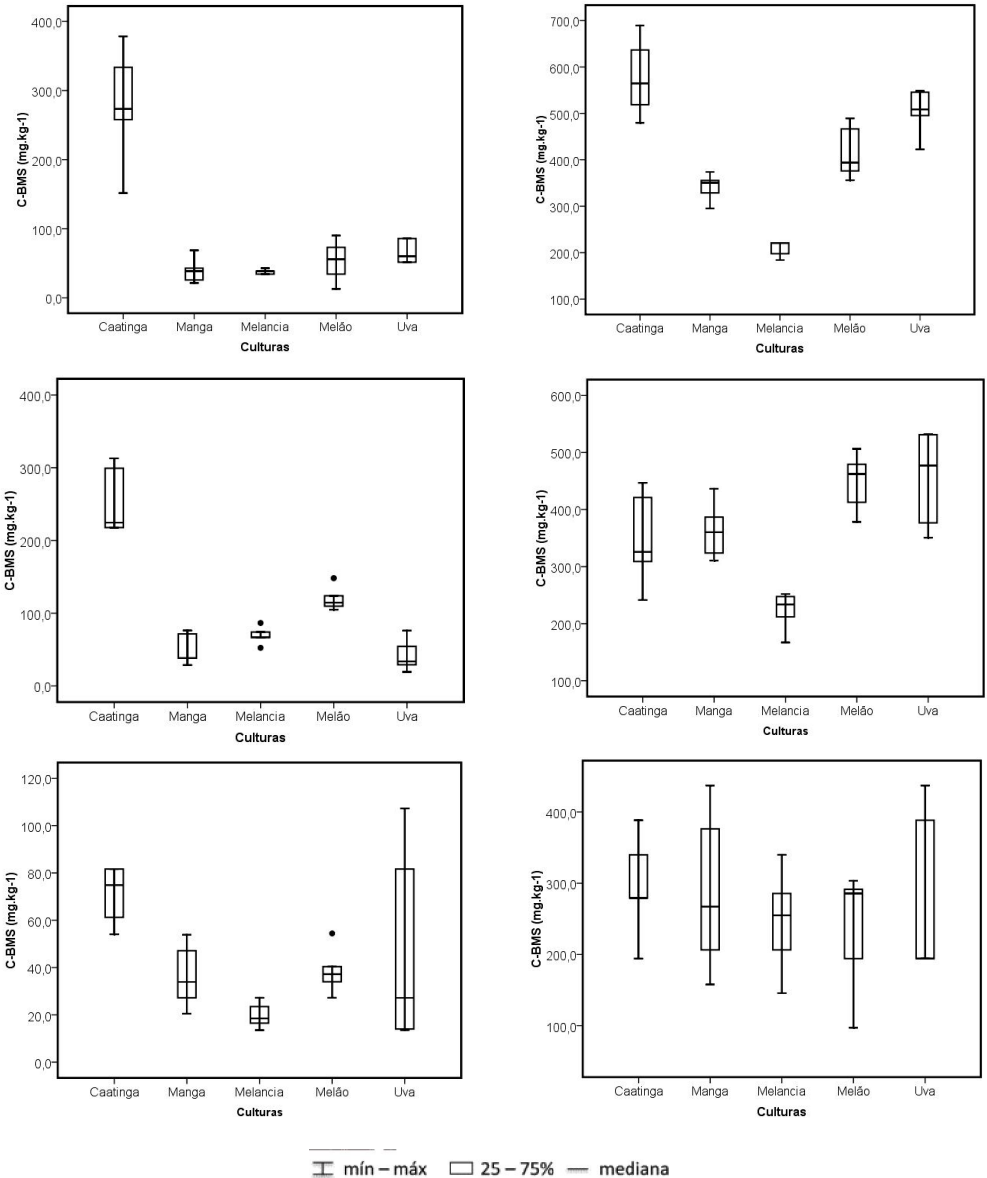 400,0
300,0
200,0
100,0
0,0
C-BMS (mg.kg-1)
Caatinga Manga Melancia Melão Uva
Culturas
700,0
600,0
500,0
400,0
300,0
200,0
100,0
C-BMS (mg.kg-1)
Caatinga Manga Melancia Melão Uva
Culturas
400,0
300,0
200,0
100,0
0,0
C-BMS (mg.kg-1)
Caatinga Manga Melancia Melão Uva
Culturas
600,0
500,0
400,0
300,0
200,0
100,0
C-BMS (mg.kg-1)
Caatinga Manga Melancia Melão Uva
Culturas
120,0
100,0
80,0
60,0
40,0
20,0
0,0
C-BMS (mg.kg-1)
Caatinga Manga Melancia Melão Uva
Culturas
400,0
300,0
200,0
100,0
C-BMS (mg.kg-1)
Caatinga Manga Melancia Melão Uva
Culturas
mín – máx 25 – 75% mediana